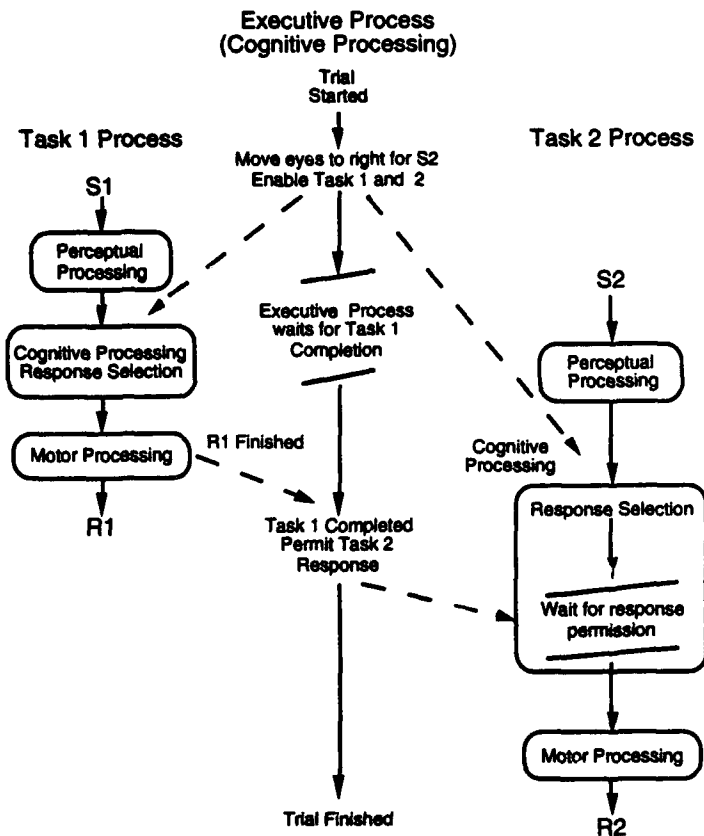 Executive Process
(Cognitive Processing)
Trial
Started
Task 1 Process
Task 2 Process
Move eyes to right for S2
Enable Task 1 and 2
S1
Perceptual
Processing
S2
Executive Process
waits for Task 1
Completion
Cognitive Processing
Response Selection
Perceptual
Processing
R1 Finished
Motor Processing
Cognitive
Processing
R1
Response Selection
Task 1 Completed
Permit Task 2
Response
Wait for response
permission
Motor Processing
Trial Finished
R2